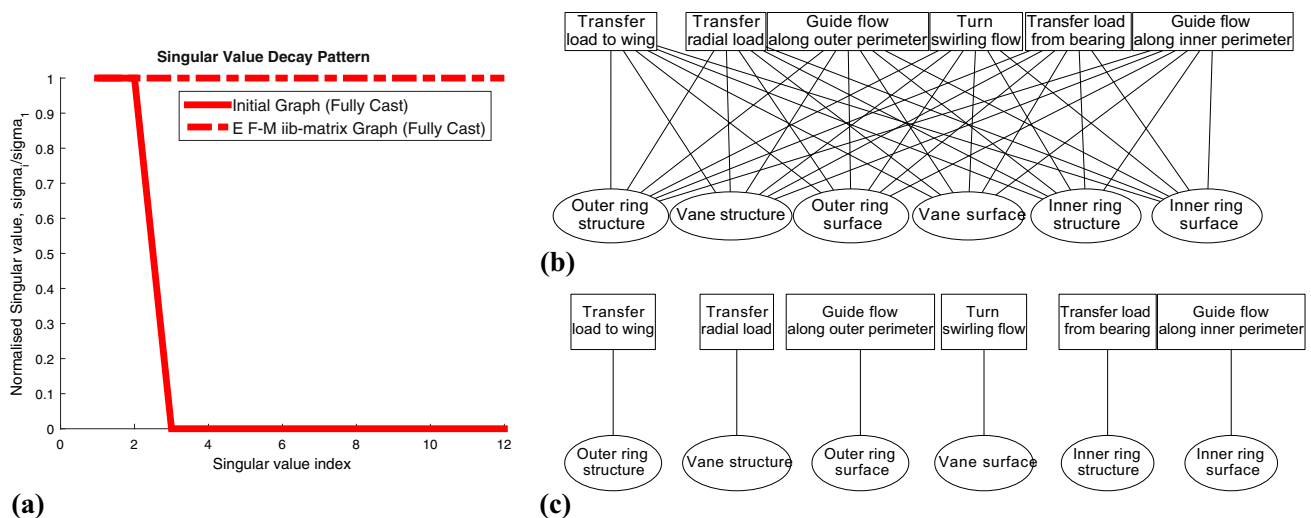 Singular Value Decay Pattern
1
0.9
0.8
0.7
0.6
0.5
0.4
0.3
0.2
0.1
0
Normalised Singular value, sigma_i/sigma_1
Initial Graph (Fully Cast)
E F-M iib-matrix Graph (Fully Cast)
0 2 4 6 8 10 12
Singular value index
(a)
Transfer
load to wing
Transfer
radial load
Guide flow
along outer perimeter
Turn
swirling flow
Transfer load
from bearing
Guide flow
along inner perimeter
Outer ring
structure
Vane structure
Outer ring
surface
Vane surface
Inner ring
structure
Inner ring
surface
(b)
Transfer
load to wing
Transfer
radial load
Guide flow
along outer perimeter
Turn
swirling flow
Transfer load
from bearing
Guide flow
along inner perimeter
Outer ring
structure
Vane structure
Outer ring
surface
Vane surface
Inner ring
structure
Inner ring
surface
(c)